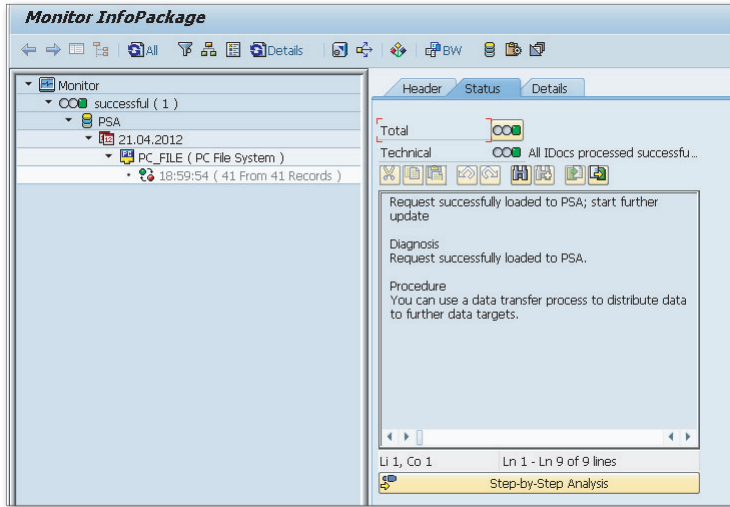 Monitor InfoPackage
All
Details
BW
Monitor
successful ( 1 )
PSA
21.04.2012
PC_FILE ( PC File System )
18:59:54 ( 41 From 41 Records )
Header
Status
Details
Total
Technical
All IDocs processed successfu...
Request successfully loaded to PSA; start further
update
Diagnosis
Request successfully loaded to PSA.
Procedure
You can use a data transfer process to distribute data
to further data targets.
Li 1, Co 1
Ln 1 - Ln 9 of 9 lines
Step-by-Step Analysis